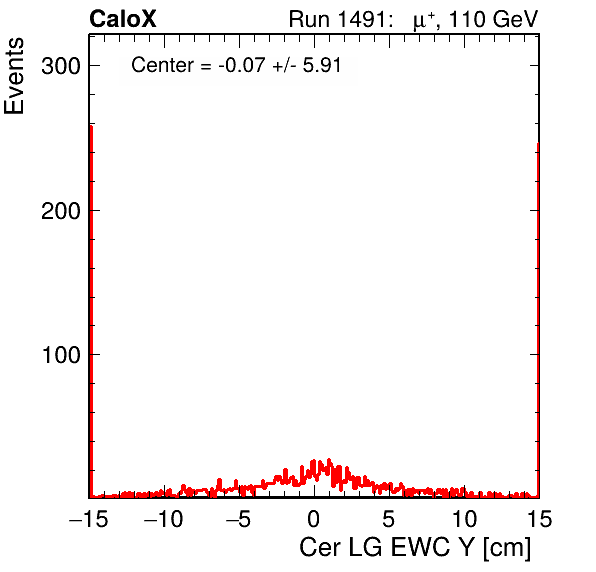 CaloX
Run 1491: μ⁺, 110 GeV
Events
Center = -0.07 +/- 5.91
300
200
100
−15 −10 −5 0 5 10 15
Cer LG EWC Y [cm]